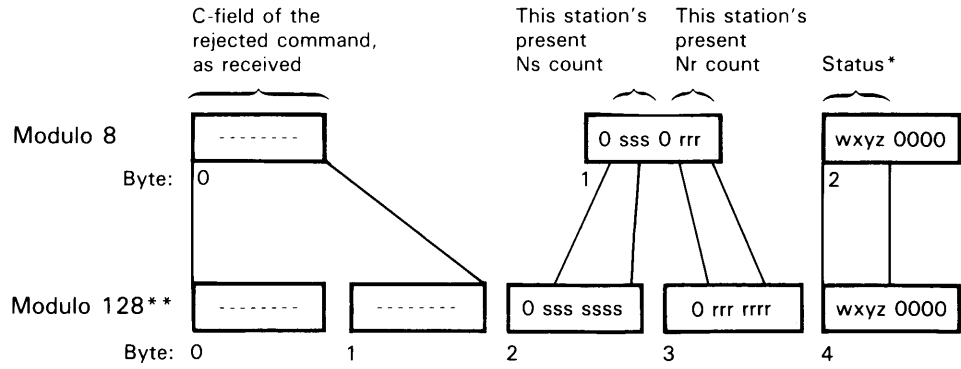 C-field of the
rejected command,
as received
This station's
present
Ns count
This station's
present
Nr count
Status*
Modulo 8
--------
0 sss 0 rrr
wxyz 0000
Byte: 0
1
2
Modulo 128**
--------
--------
0 sss ssss
0 rrr rrrr
wxyz 0000
Byte: 0
1
2
3
4